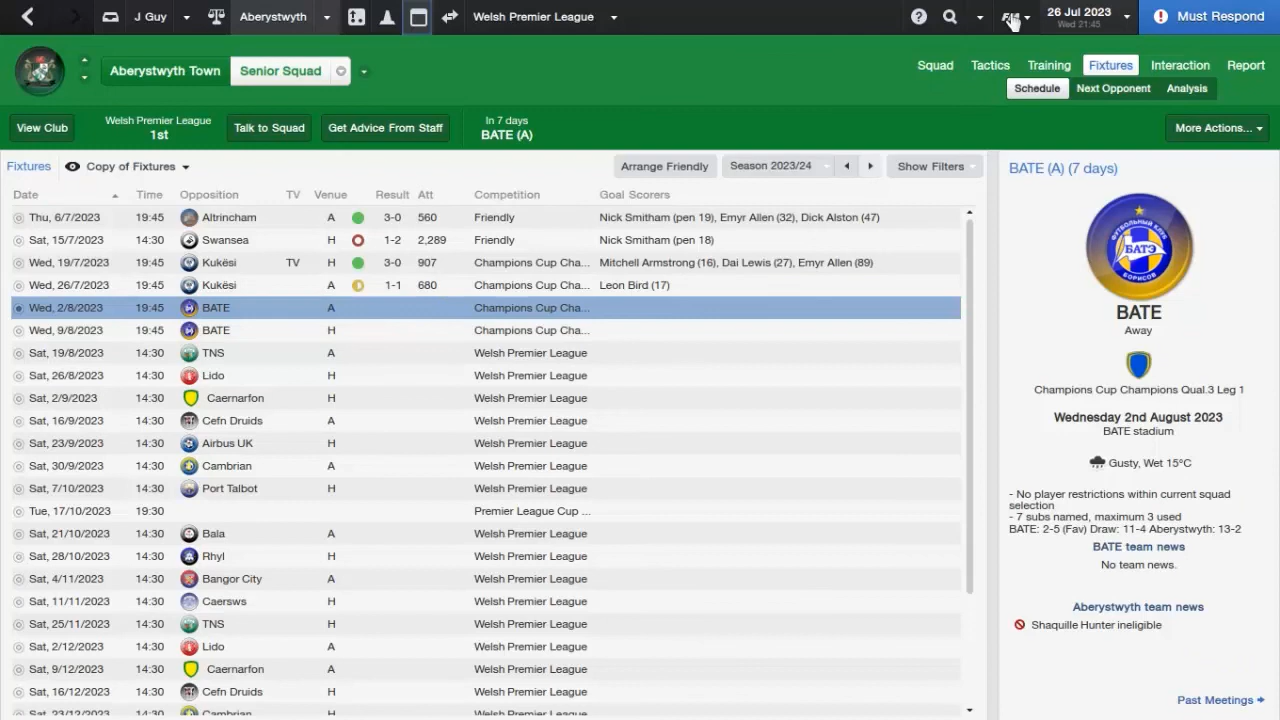 J Guy Aberystwyth Welsh Premier League 26 Jul 2023 Must Respond
Wed 21:45
Aberystwyth Town Senior Squad Squad Tactics Training Fixtures Interaction Report
Schedule Next Opponent Analysis
View Club Welsh Premier League Talk to Squad Get Advice From Staff In 7 days More Actions...
1st BATE (A)
Fixtures Copy of Fixtures Arrange Friendly Season 2023/24 Show Filters
Date Time Opposition TV Venue Result Att Competition Goal Scorers
Thu, 6/7/2023 19:45 Altrincham A 3-0 560 Friendly Nick Smitham (pen 19), Emyr Allen (32), Dick Alston (47)
Sat, 15/7/2023 14:30 Swansea H 1-2 2,289 Friendly Nick Smitham (pen 18)
Wed, 19/7/2023 19:45 Kukësi TV H 3-0 970 Champions Cup Cha... Mitchell Armstrong (16), Dai Lewis (27), Emyr Allen (89)
Wed, 26/7/2023 19:45 Kukësi A 1-1 680 Champions Cup Cha... Leon Bird (17)
Wed, 2/8/2023 19:45 BATE A Champions Cup Cha...
Wed, 9/8/2023 19:45 BATE H Champions Cup Cha...
Sat, 19/8/2023 14:30 TNS A Welsh Premier League
Sat, 26/8/2023 14:30 Lido H Welsh Premier League
Sat, 2/9/2023 14:30 Caernarfon H Welsh Premier League
Sat, 16/9/2023 14:30 Cefn Druids A Welsh Premier League
Sat, 23/9/2023 14:30 Airbus UK H Welsh Premier League
Sat, 30/9/2023 14:30 Cambrian A Welsh Premier League
Sat, 7/10/2023 14:30 Port Talbot H Welsh Premier League
Tue, 17/10/2023 19:30 Premier League Cup ...
Sat, 21/10/2023 14:30 Bala A Welsh Premier League
Sat, 28/10/2023 14:30 Rhyl H Welsh Premier League
Sat, 4/11/2023 14:30 Bangor City A Welsh Premier League
Sat, 11/11/2023 14:30 Caersws H Welsh Premier League
Sat, 25/11/2023 14:30 TNS H Welsh Premier League
Sat, 2/12/2023 14:30 Lido A Welsh Premier League
Sat, 9/12/2023 14:30 Caernarfon A Welsh Premier League
Sat, 16/12/2023 14:30 Cefn Druids H Welsh Premier League
Sat, 23/12/2023 14:30 Cambrian H Welsh Premier League
BATE (A) (7 days)
ФУТБОЛЬНЫЙ КЛУБ
БАТЭ
БОРИСОВ
BATE
Away
Champions Cup Champions Qual.3 Leg 1
Wednesday 2nd August 2023
BATE stadium
Gusty, Wet 15°C
- No player restrictions within current squad
selection
- 7 subs named, maximum 3 used
BATE: 2-5 (Fav) Draw: 11-4 Aberystwyth: 13-2
BATE team news
No team news.
Aberystwyth team news
Shaquille Hunter ineligible
Past Meetings